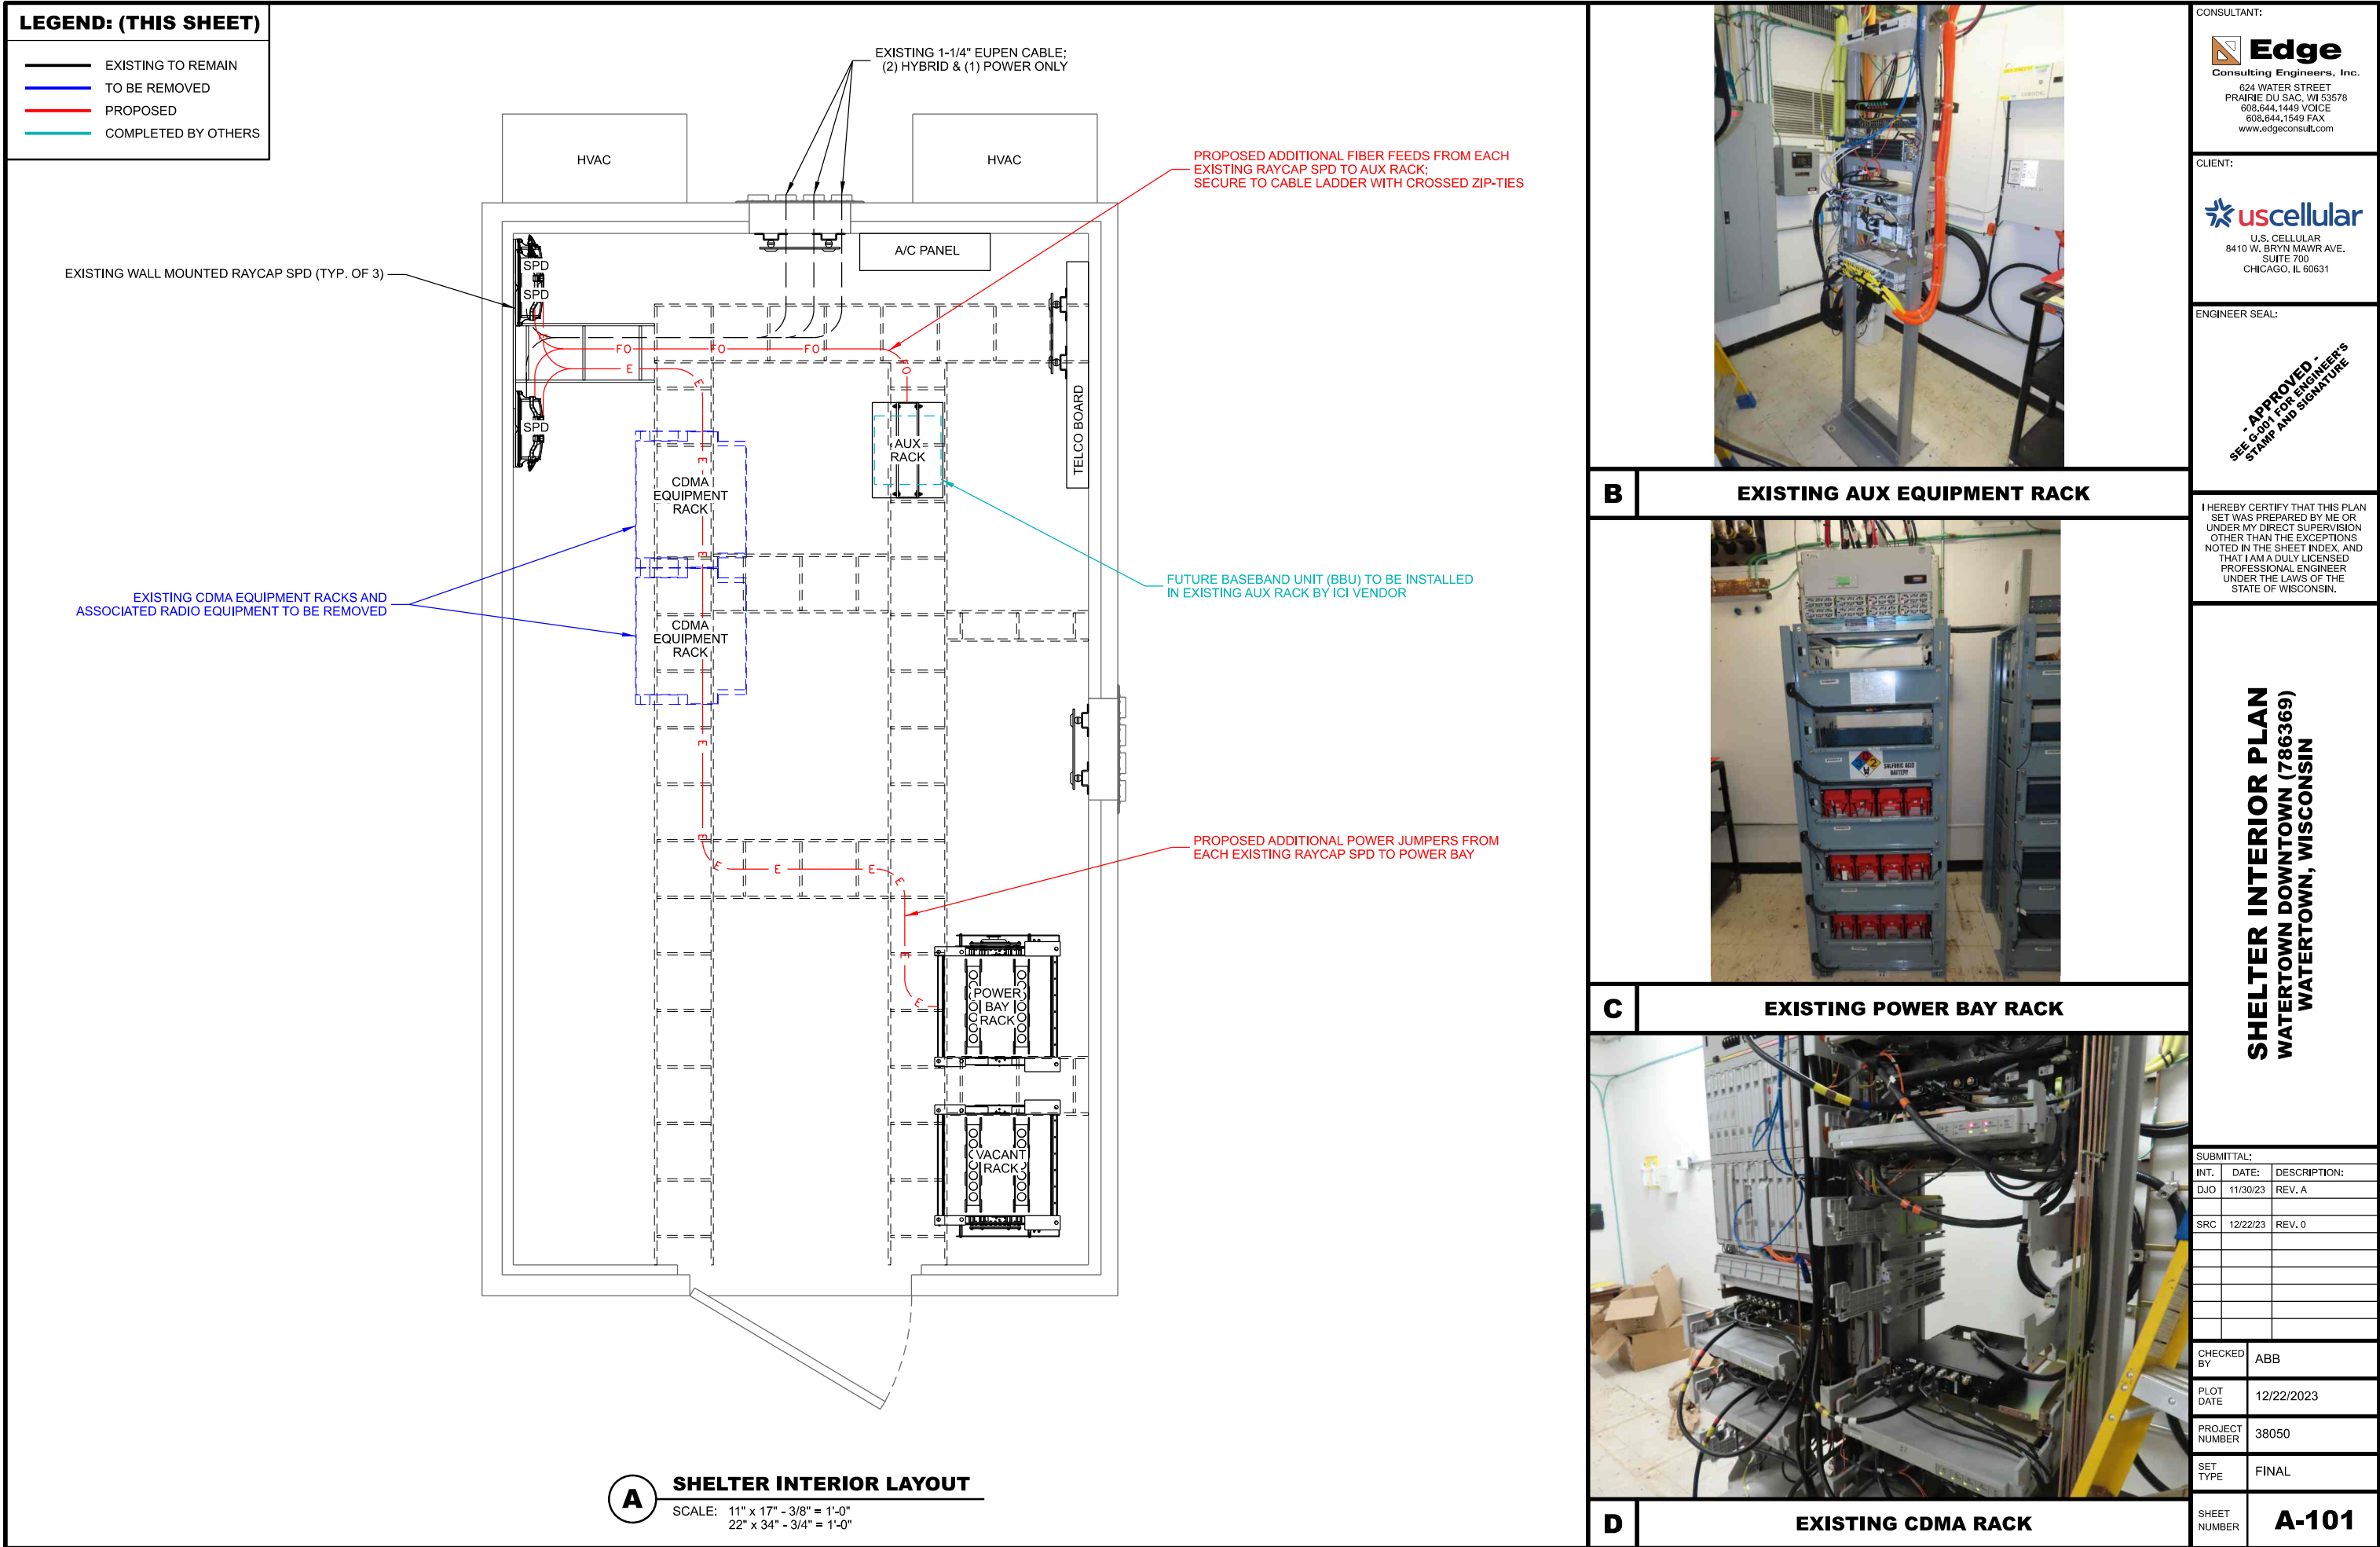 LEGEND: (THIS SHEET)
EXISTING TO REMAIN
TO BE REMOVED
PROPOSED
COMPLETED BY OTHERS
EXISTING 1-1/4" EUPEN CABLE;
(2) HYBRID & (1) POWER ONLY
HVAC
HVAC
PROPOSED ADDITIONAL FIBER FEEDS FROM EACH
EXISTING RAYCAP SPD TO AUX RACK;
SECURE TO CABLE LADDER WITH CROSSED ZIP-TIES
A/C PANEL
EXISTING WALL MOUNTED RAYCAP SPD (TYP. OF 3)
SPD
SPD
SPD
FO
FO
FO
FO
E
E
E
E
E
E
E
E
E
E
E
E
E
E
TELCO BOARD
AUX
RACK
CDMA
EQUIPMENT
RACK
CDMA
EQUIPMENT
RACK
EXISTING CDMA EQUIPMENT RACKS AND
ASSOCIATED RADIO EQUIPMENT TO BE REMOVED
FUTURE BASEBAND UNIT (BBU) TO BE INSTALLED
IN EXISTING AUX RACK BY ICI VENDOR
PROPOSED ADDITIONAL POWER JUMPERS FROM
EACH EXISTING RAYCAP SPD TO POWER BAY
POWER
BAY
RACK
VACANT
RACK
A
SHELTER INTERIOR LAYOUT
SCALE: 11" x 17" - 3/8" = 1'-0"
22" x 34" - 3/4" = 1'-0"
B
EXISTING AUX EQUIPMENT RACK
SULFURIC ACID
BATTERY
C
EXISTING POWER BAY RACK
D
EXISTING CDMA RACK
CONSULTANT:
Edge
Consulting Engineers, Inc.
624 WATER STREET
PRAIRIE DU SAC, WI 53578
608.644.1449 VOICE
608.644.1549 FAX
www.edgeconsult.com
CLIENT:
uscellular
U.S. CELLULAR
8410 W. BRYN MAWR AVE.
SUITE 700
CHICAGO, IL 60631
ENGINEER SEAL:
- APPROVED -
SEE G-001 FOR ENGINEER'S
STAMP AND SIGNATURE
I HEREBY CERTIFY THAT THIS PLAN
SET WAS PREPARED BY ME OR
UNDER MY DIRECT SUPERVISION
OTHER THAN THE EXCEPTIONS
NOTED IN THE SHEET INDEX, AND
THAT I AM A DULY LICENSED
PROFESSIONAL ENGINEER
UNDER THE LAWS OF THE
STATE OF WISCONSIN.
SHELTER INTERIOR PLAN
WATERTOWN DOWNTOWN (786369)
WATERTOWN, WISCONSIN
SUBMITTAL:
INT. DATE: DESCRIPTION:
DJO 11/30/23 REV. A
SRC 12/22/23 REV. 0
CHECKED
BY
ABB
PLOT
DATE
12/22/2023
PROJECT
NUMBER
38050
SET
TYPE
FINAL
SHEET
NUMBER
A-101